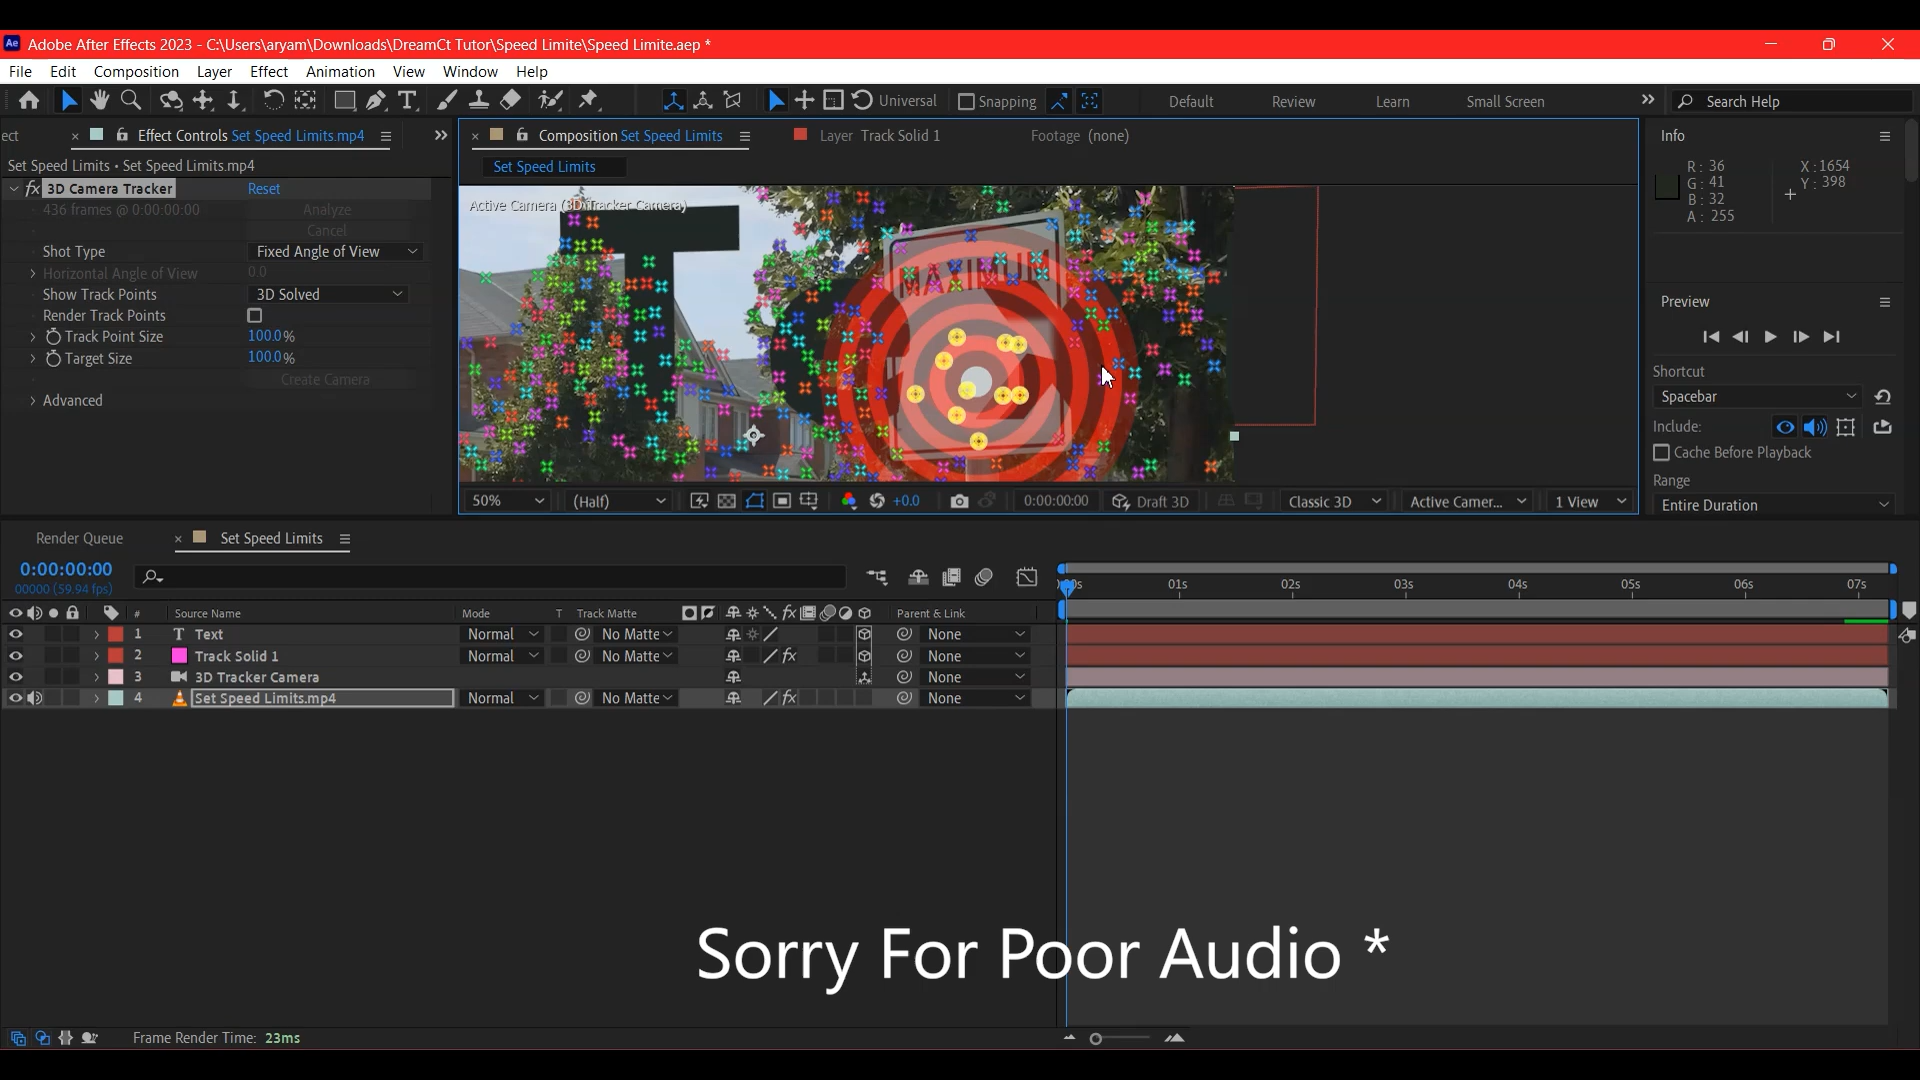 Adobe After Effects 2023 - C:\Users\aryam\Downloads\DreamCt Tutor\Speed Limite\Speed Limite.aep *
File Edit Composition Layer Effect Animation View Window Help
Universal Snapping Default Review Learn Small Screen Search Help
ect Effect Controls Set Speed Limits.mp4
Composition Set Speed Limits Layer Track Solid 1 Footage (none)
Info
Set Speed Limits • Set Speed Limits.mp4
Set Speed Limits
R: 36
G: 41
B: 32
A: 255
X: 1654
Y: 398
fx 3D Camera Tracker Reset
436 frames @ 0:00:00:00 Analyze
Cancel
Shot Type Fixed Angle of View
Horizontal Angle of View 0.0
Show Track Points 3D Solved
Render Track Points
Track Point Size 100.0%
Target Size 100.0%
Create Camera
Advanced
Active Camera (3D Tracker Camera)
MAXIMUM
Preview
Shortcut
Spacebar
Include:
Cache Before Playback
Range
Entire Duration
50% (Half) +0.0 0:00:00:00 Draft 3D Classic 3D Active Camer... 1 View
Render Queue Set Speed Limits
0:00:00:00
00000 (59.94 fps)
01s 02s 03s 04s 05s 06s 07s
# Source Name Mode T Track Matte Parent & Link
1 T Text Normal No Matte None
2 Track Solid 1 Normal No Matte fx None
3 3D Tracker Camera None
4 Set Speed Limits.mp4 Normal No Matte fx None
Sorry For Poor Audio *
Frame Render Time: 23ms